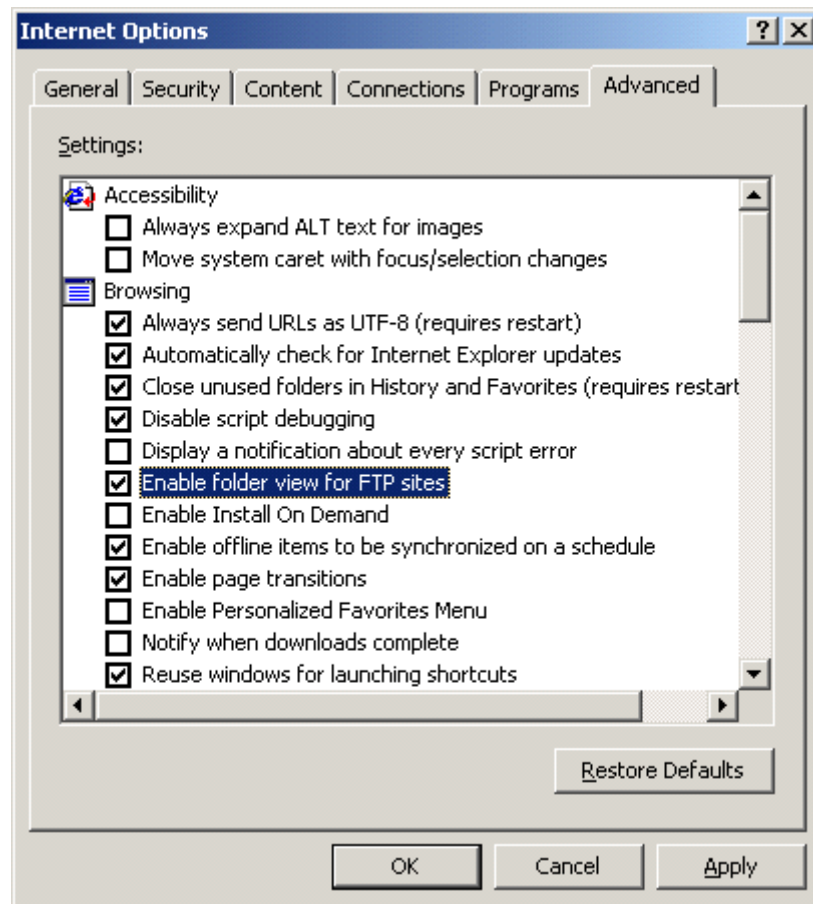 Internet Options
General Security Content Connections Programs Advanced
Settings:
Accessibility
Always expand ALT text for images
Move system caret with focus/selection changes
Browsing
Always send URLs as UTF-8 (requires restart)
Automatically check for Internet Explorer updates
Close unused folders in History and Favorites (requires restart
Disable script debugging
Display a notification about every script error
Enable folder view for FTP sites
Enable Install On Demand
Enable offline items to be synchronized on a schedule
Enable page transitions
Enable Personalized Favorites Menu
Notify when downloads complete
Reuse windows for launching shortcuts
Restore Defaults
OK Cancel Apply